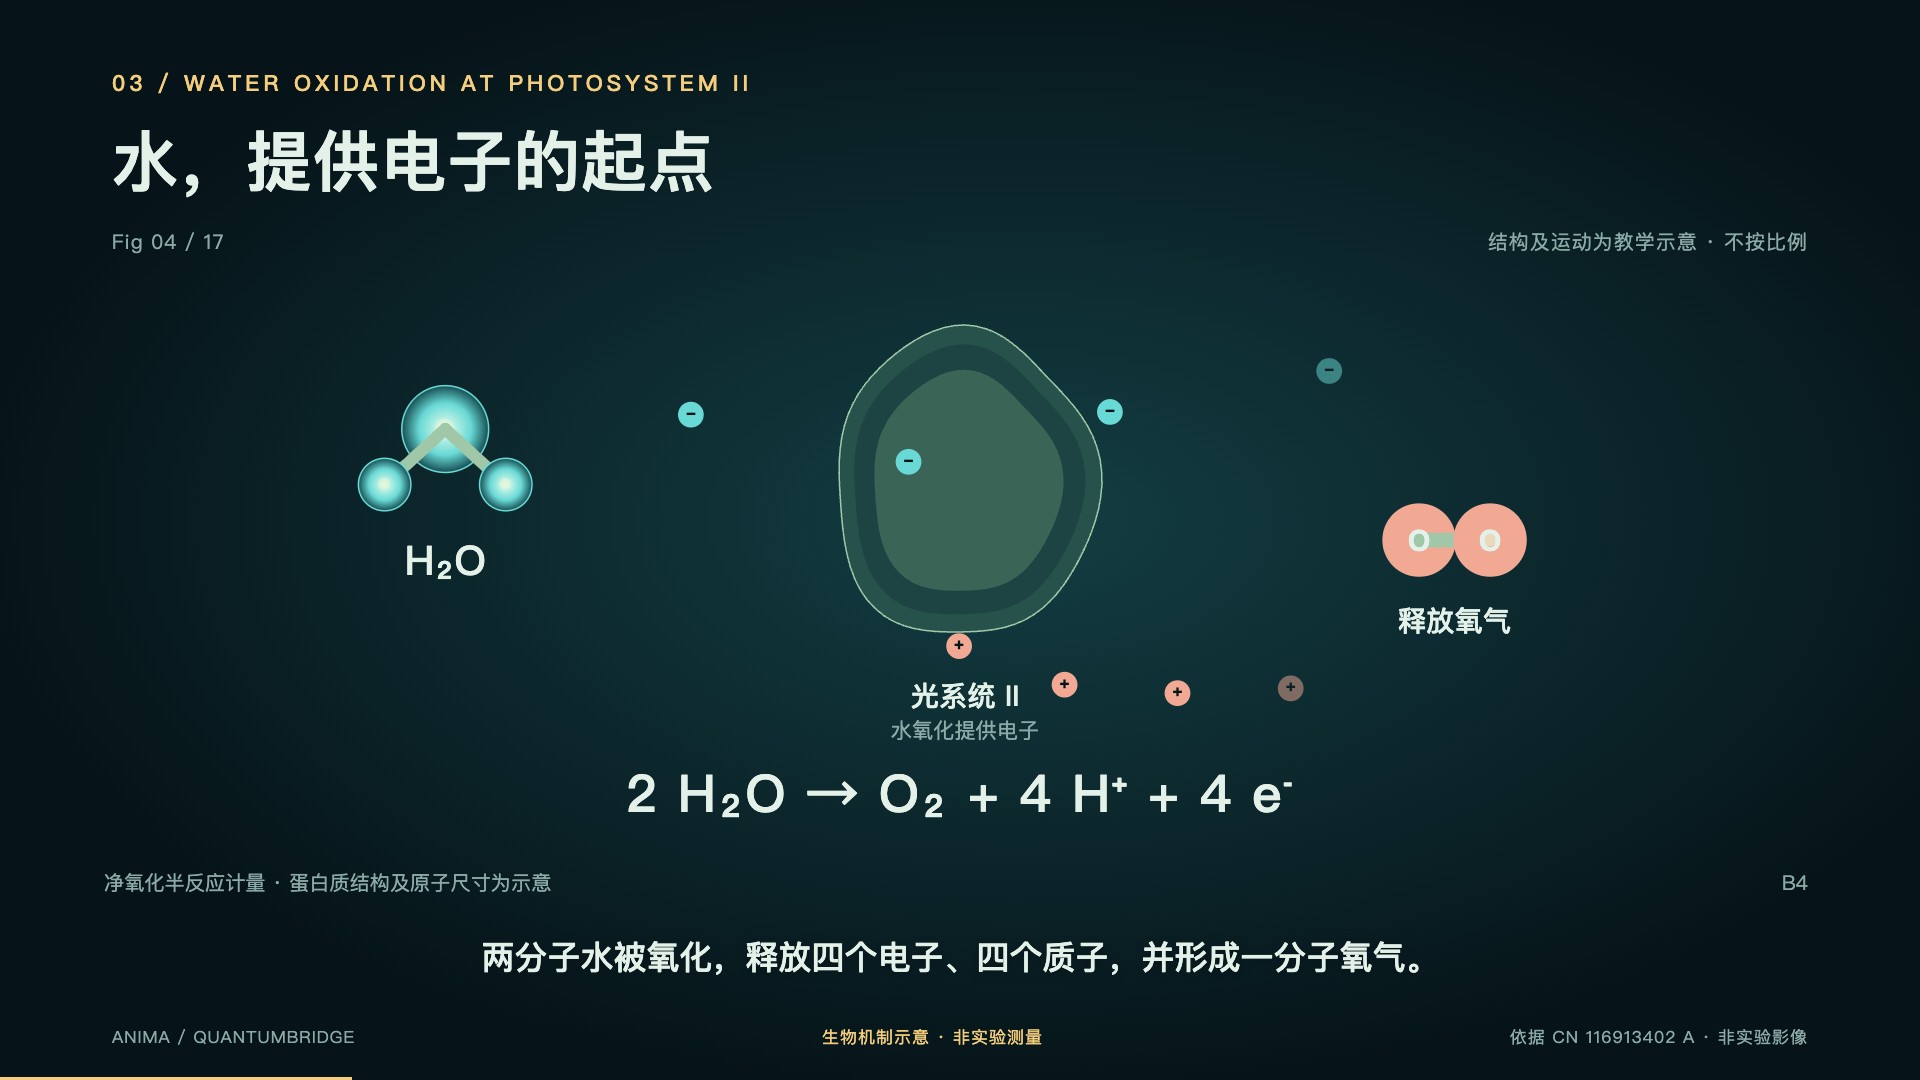 03 / WATER OXIDATION AT PHOTOSYSTEM II
水，提供电子的起点
Fig 04 / 17
结构及运动为教学示意 · 不按比例
−
−
−
−
H₂O
O O
释放氧气
+
+
+
+
光系统 II
水氧化提供电子
2 H₂O → O₂ + 4 H⁺ + 4 e⁻
净氧化半反应计量 · 蛋白质结构及原子尺寸为示意
B4
两分子水被氧化，释放四个电子、四个质子，并形成一分子氧气。
ANIMA / QUANTUMBRIDGE
生物机制示意 · 非实验测量
依据 CN 116913402 A · 非实验影像